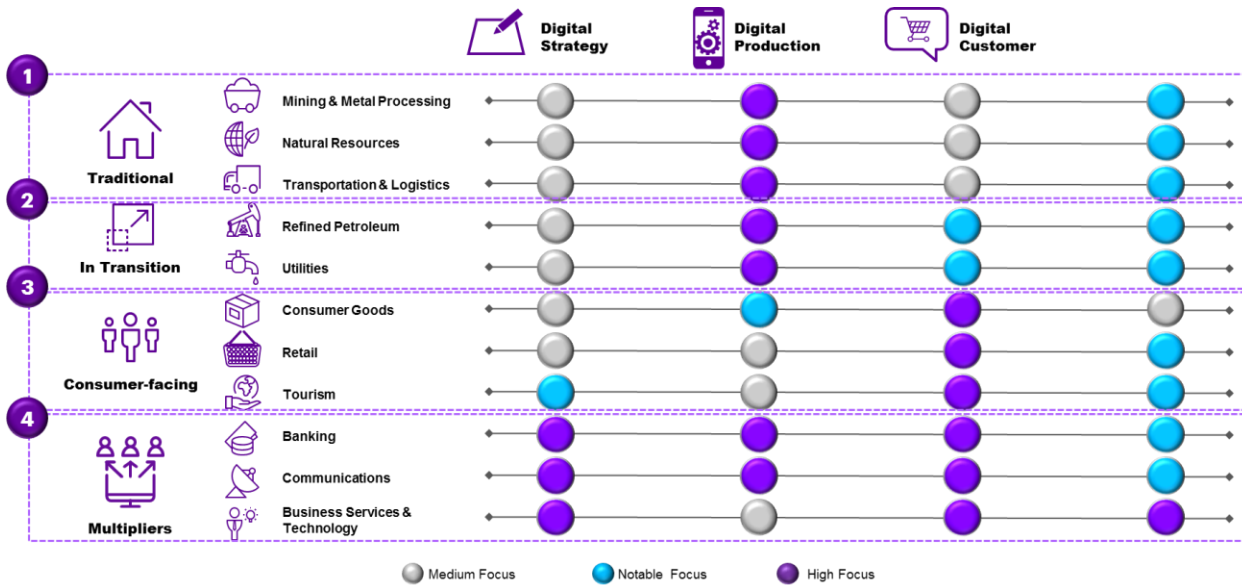 Digital
Strategy
Digital
Production
Digital
Customer
1
Mining & Metal Processing
Natural Resources
Traditional
Transportation & Logistics
2
Refined Petroleum
In Transition
Utilities
3
Consumer Goods
Retail
Consumer-facing
Tourism
4
Banking
Communications
Multipliers
Business Services &
Technology
Medium Focus
Notable Focus
High Focus